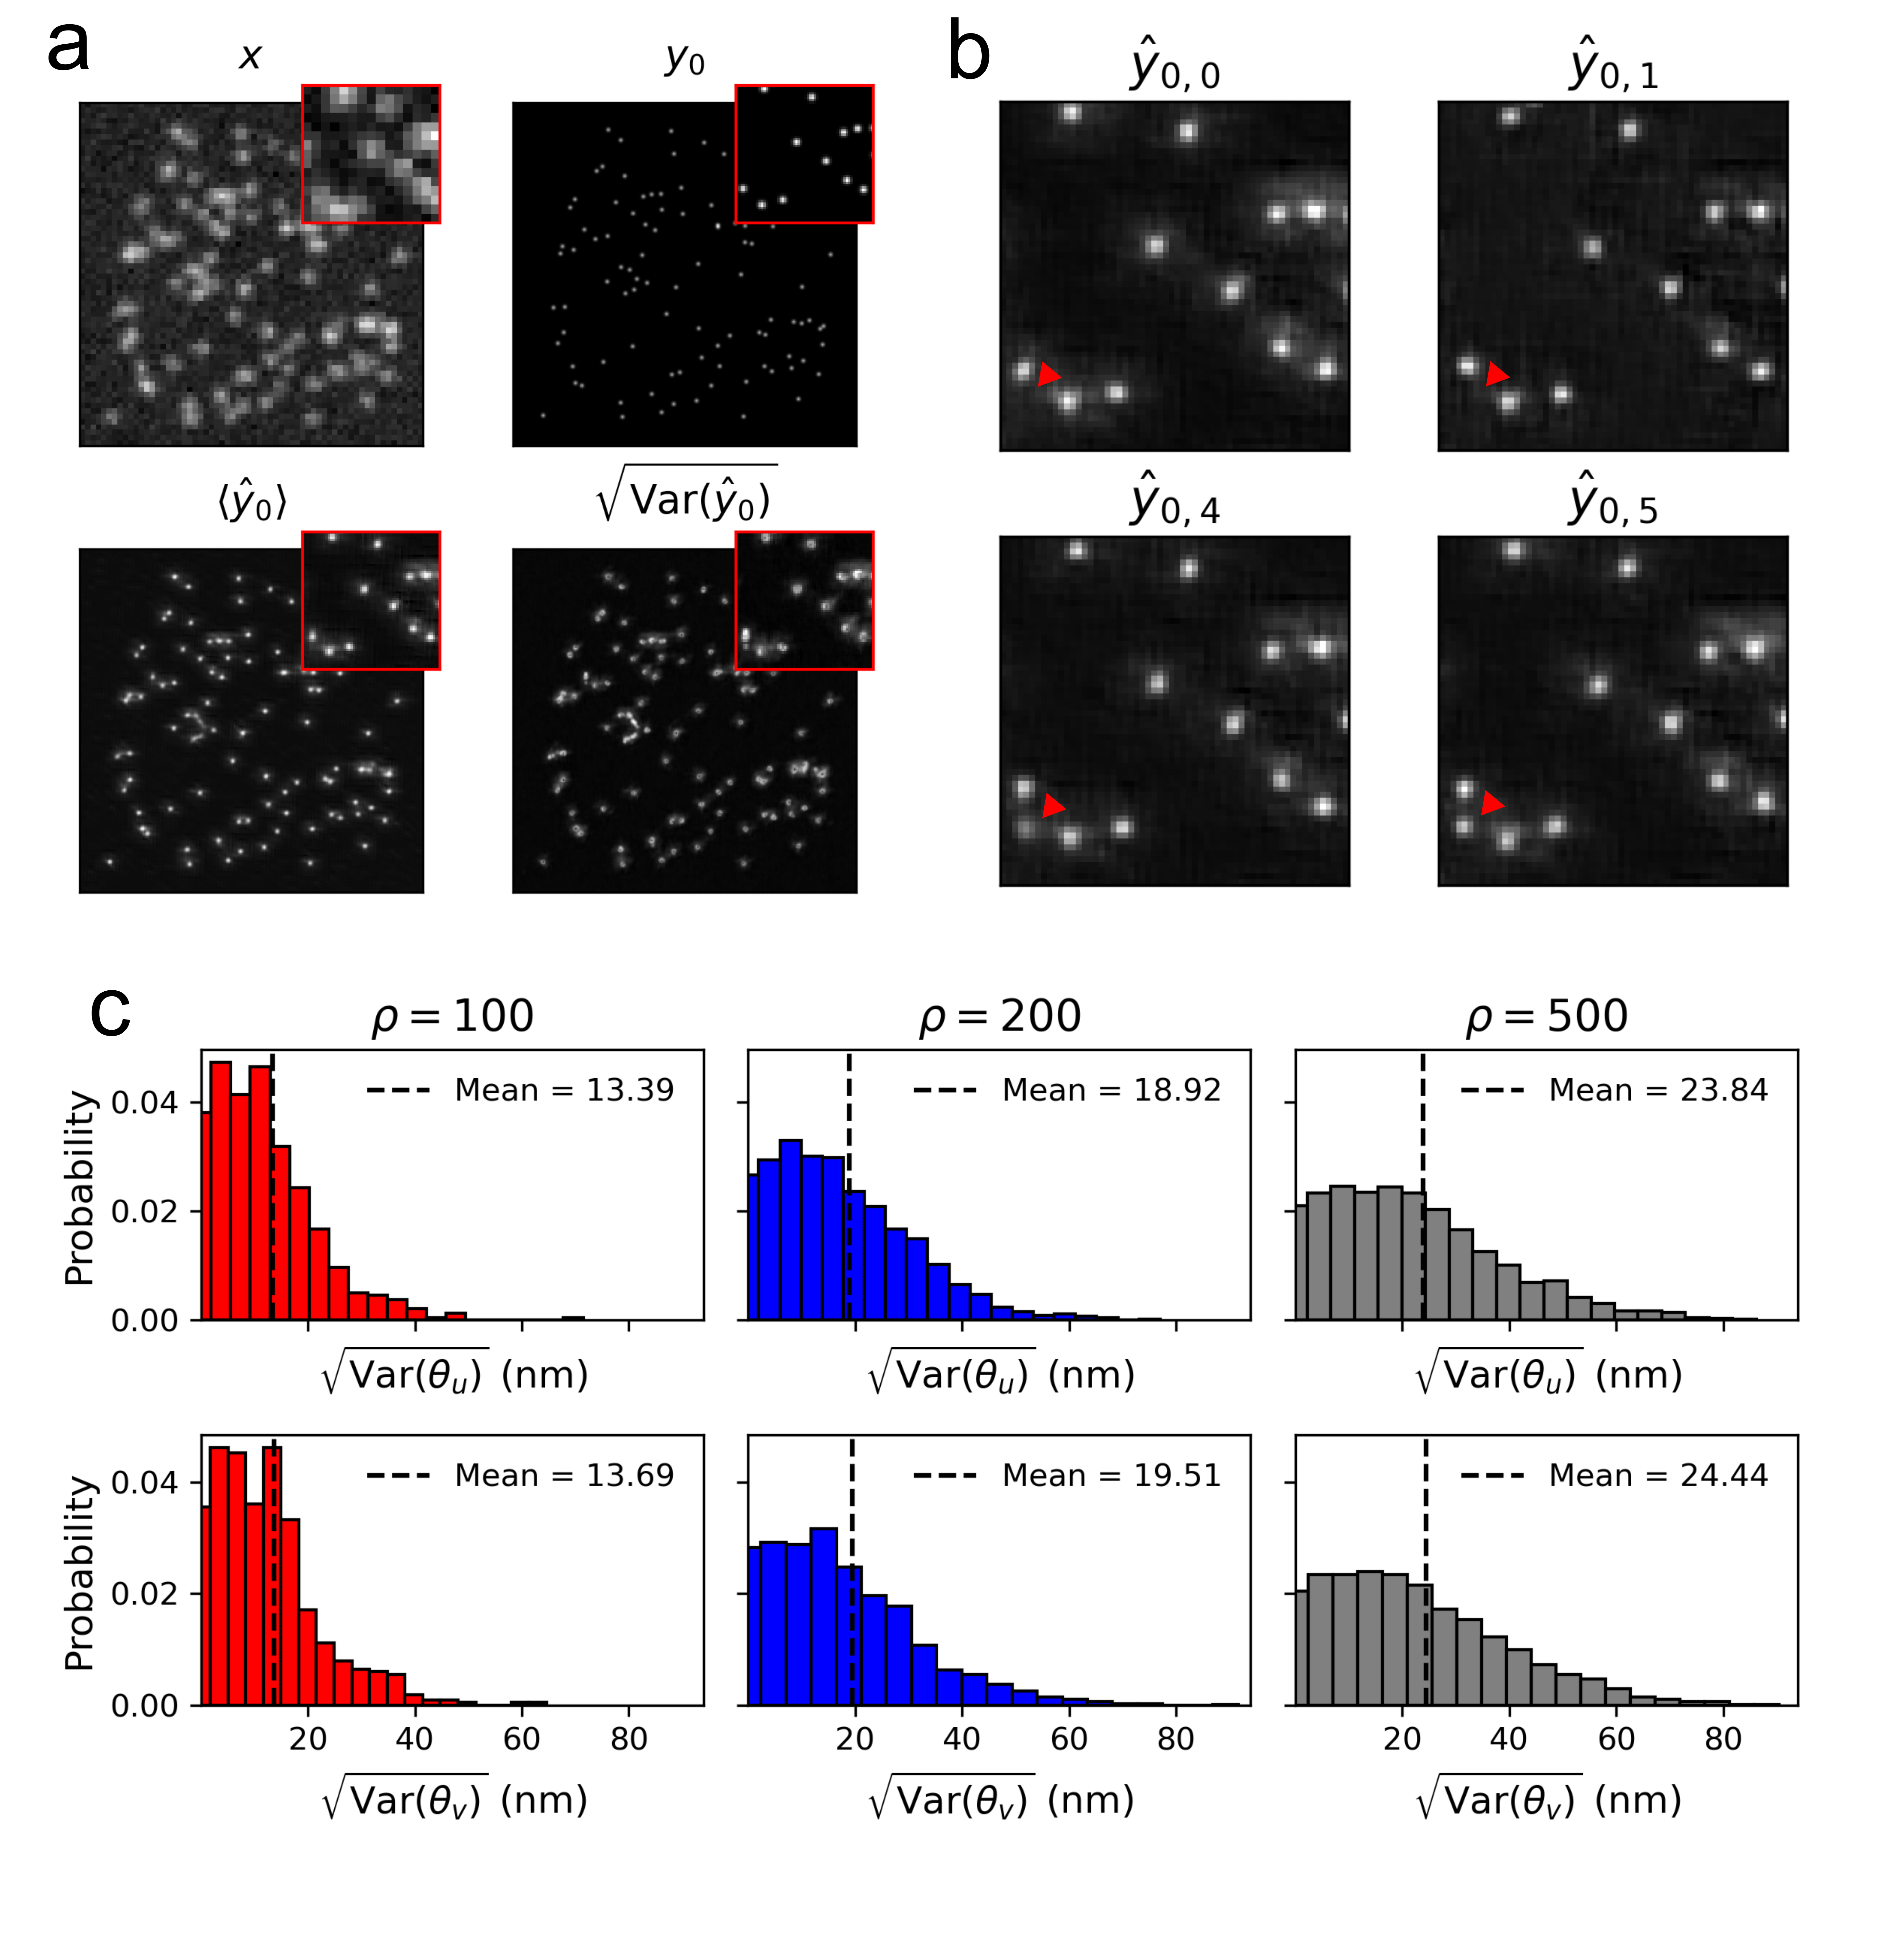 a
b
x
y₀
ŷ₀,₀
ŷ₀,₁
⟨ŷ₀⟩
√Var(ŷ₀)
ŷ₀,₄
ŷ₀,₅
c
ρ = 100
ρ = 200
ρ = 500
Probability
0.04
0.02
0.00
Mean = 13.39
Mean = 18.92
Mean = 23.84
√Var(θᵤ) (nm)
√Var(θᵤ) (nm)
√Var(θᵤ) (nm)
Probability
0.04
0.02
0.00
Mean = 13.69
Mean = 19.51
Mean = 24.44
20 40 60 80
20 40 60 80
20 40 60 80
√Var(θᵥ) (nm)
√Var(θᵥ) (nm)
√Var(θᵥ) (nm)